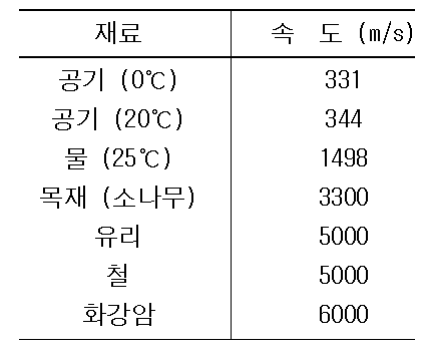 재료 속 도 (m/s)
공기 (0℃) 331
공기 (20℃) 344
물 (25℃) 1498
목재 (소나무) 3300
유리 5000
철 5000
화강암 6000